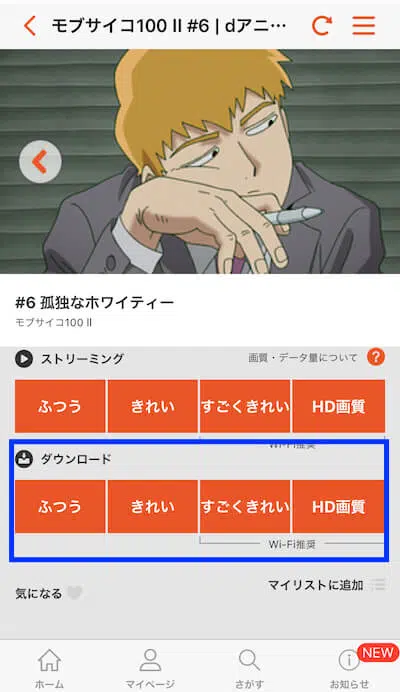 モブサイコ100 II #6 | dアニ…
#6 孤独なホワイティー
モブサイコ100 II
ストリーミング 画質・データ量について ?
ふつう きれい すごくきれい HD画質
Wi-Fi推奨
ダウンロード
ふつう きれい すごくきれい HD画質
Wi-Fi推奨
気になる マイリストに追加
ホーム マイページ さがす お知らせ NEW